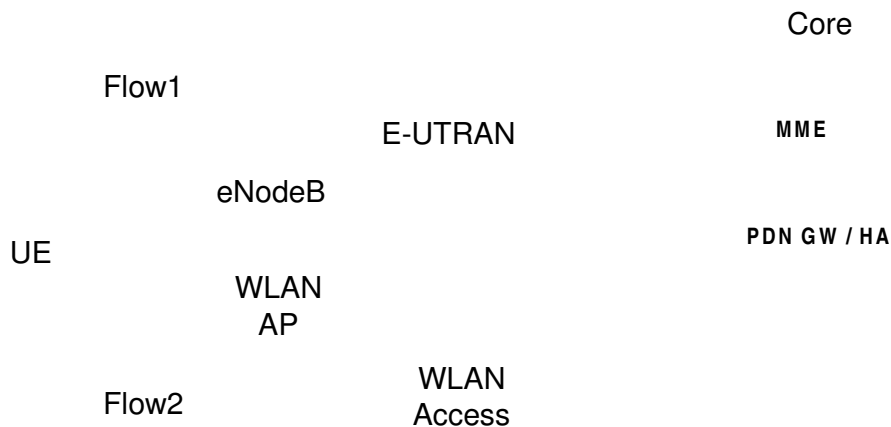 Core
Flow1
E-UTRAN
MME
eNodeB
PDN GW / HA
UE
WLAN
AP
WLAN
Access
Flow2